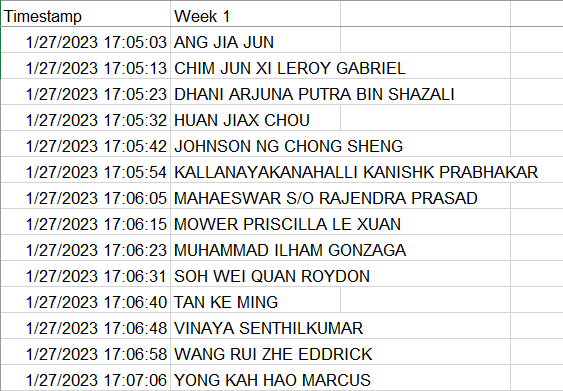 Timestamp Week 1
1/27/2023 17:05:03 ANG JIA JUN
1/27/2023 17:05:13 CHIM JUN XI LEROY GABRIEL
1/27/2023 17:05:23 DHANI ARJUNA PUTRA BIN SHAZALI
1/27/2023 17:05:32 HUAN JIAX CHOU
1/27/2023 17:05:42 JOHNSON NG CHONG SHENG
1/27/2023 17:05:54 KALLANAYAKANAHALLI KANISHK PRABHAKAR
1/27/2023 17:06:05 MAHAESWAR S/O RAJENDRA PRASAD
1/27/2023 17:06:15 MOWER PRISCILLA LE XUAN
1/27/2023 17:06:23 MUHAMMAD ILHAM GONZAGA
1/27/2023 17:06:31 SOH WEI QUAN ROYDON
1/27/2023 17:06:40 TAN KE MING
1/27/2023 17:06:48 VINAYA SENTHILKUMAR
1/27/2023 17:06:58 WANG RUI ZHE EDDRICK
1/27/2023 17:07:06 YONG KAH HAO MARCUS